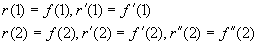 r(1) = f(1), r′(1) = f′(1)
r(2) = f(2), r′(2) = f′(2), r″(2) = f″(2)